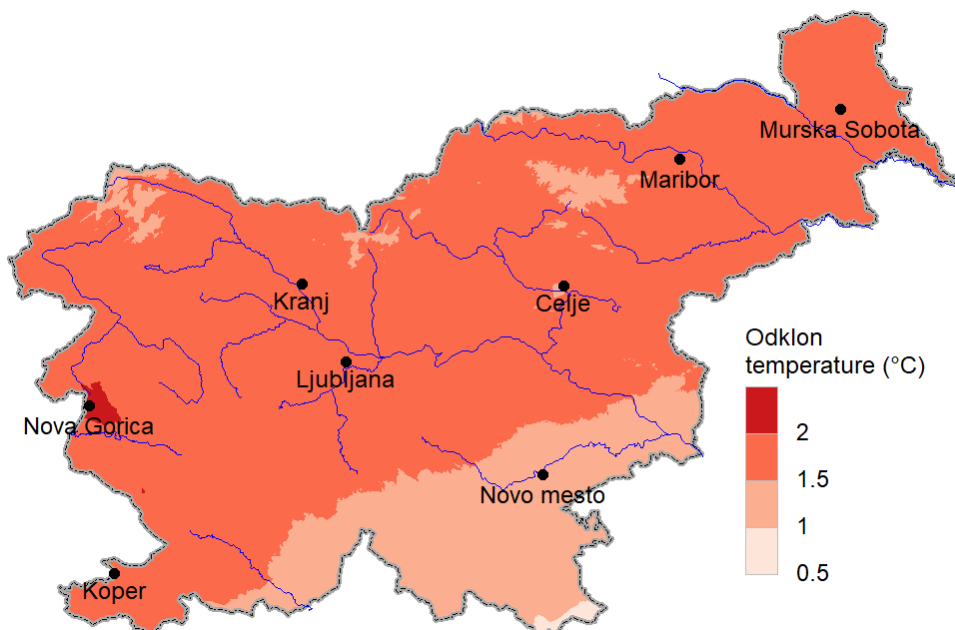 Murska Sobota
Maribor
Kranj
Celje
Ljubljana
Nova Gorica
Novo mesto
Koper
Odklon
temperature (°C)
2
1.5
1
0.5